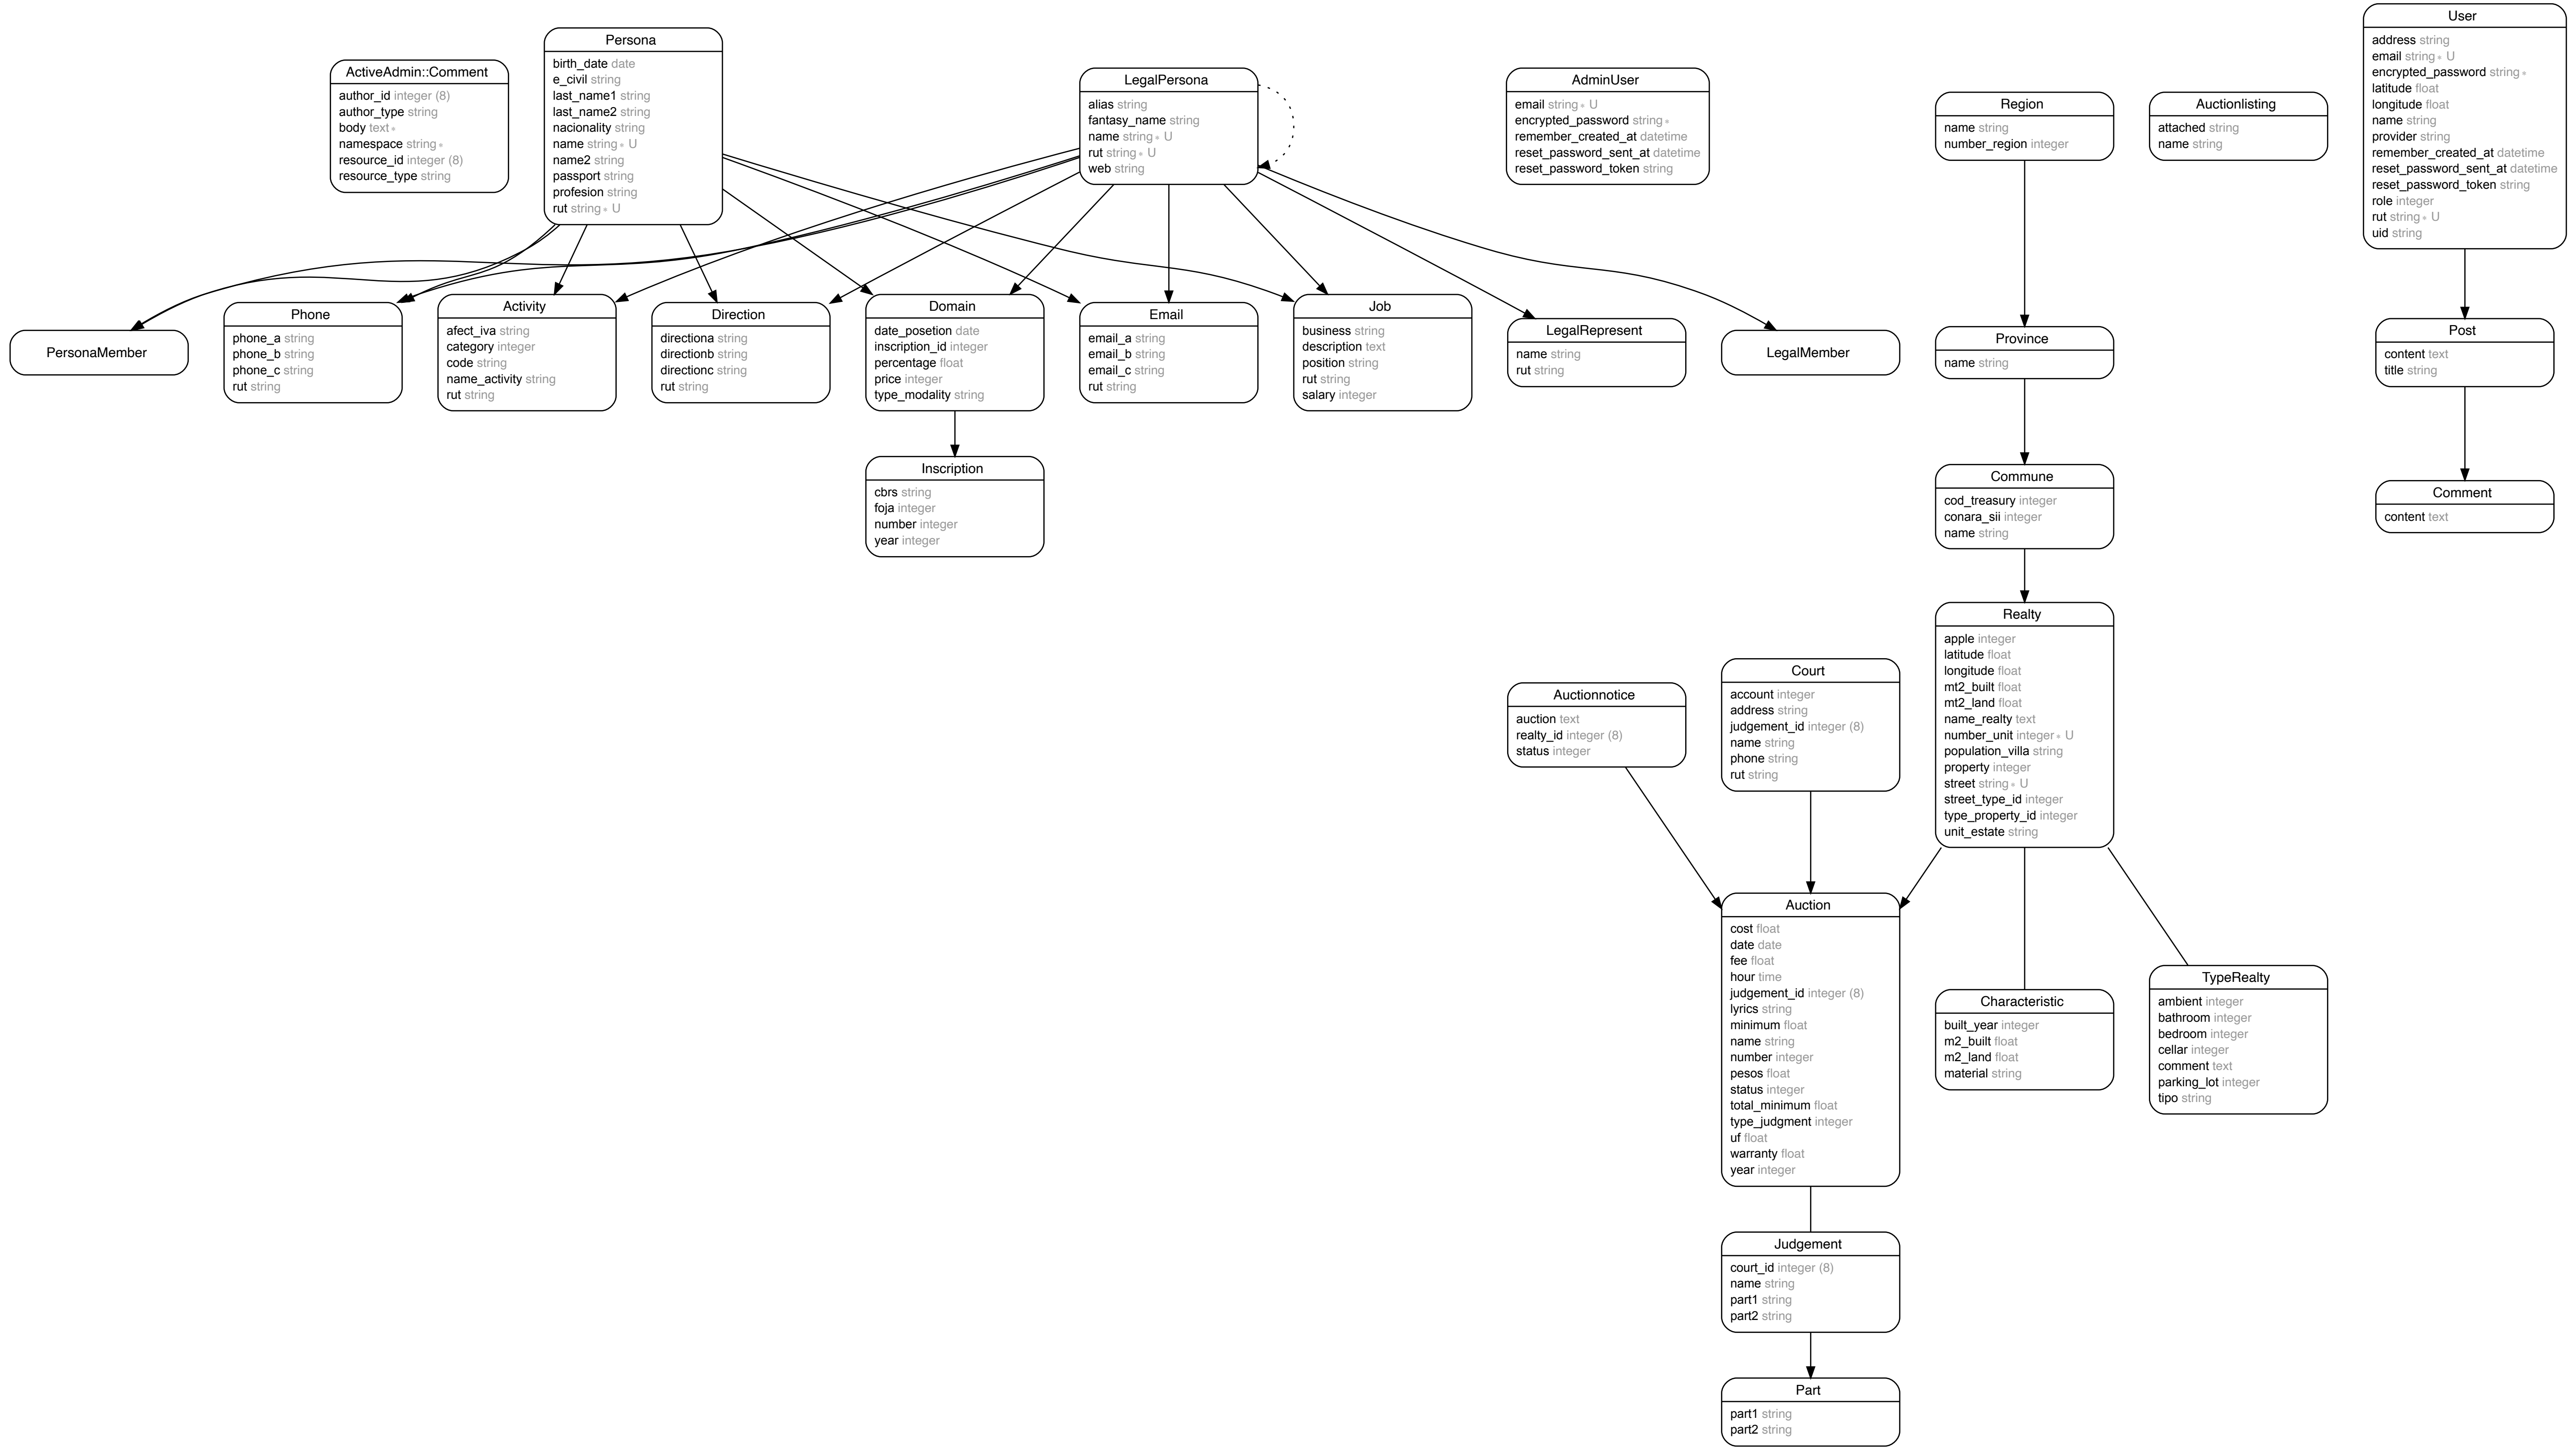 ActiveAdmin::Comment
author_id integer (8)
author_type string
body text ∗
namespace string ∗
resource_id integer (8)
resource_type string
Persona
birth_date date
e_civil string
last_name1 string
last_name2 string
nacionality string
name string ∗ U
name2 string
passport string
profesion string
rut string ∗ U
LegalPersona
alias string
fantasy_name string
name string ∗ U
rut string ∗ U
web string
AdminUser
email string ∗ U
encrypted_password string ∗
remember_created_at datetime
reset_password_sent_at datetime
reset_password_token string
Region
name string
number_region integer
Auctionlisting
attached string
name string
User
address string
email string ∗ U
encrypted_password string ∗
latitude float
longitude float
name string
provider string
remember_created_at datetime
reset_password_sent_at datetime
reset_password_token string
role integer
rut string ∗ U
uid string
PersonaMember
Phone
phone_a string
phone_b string
phone_c string
rut string
Activity
afect_iva string
category integer
code string
name_activity string
rut string
Direction
directiona string
directionb string
directionc string
rut string
Domain
date_posetion date
inscription_id integer
percentage float
price integer
type_modality string
Email
email_a string
email_b string
email_c string
rut string
Job
business string
description text
position string
rut string
salary integer
LegalRepresent
name string
rut string
LegalMember
Province
name string
Post
content text
title string
Inscription
cbrs string
foja integer
number integer
year integer
Commune
cod_treasury integer
conara_sii integer
name string
Comment
content text
Realty
apple integer
latitude float
longitude float
mt2_built float
mt2_land float
name_realty text
number_unit integer ∗ U
population_villa string
property integer
street string ∗ U
street_type_id integer
type_property_id integer
unit_estate string
Auctionnotice
auction text
realty_id integer (8)
status integer
Court
account integer
address string
judgement_id integer (8)
name string
phone string
rut string
Auction
cost float
date date
fee float
hour time
judgement_id integer (8)
lyrics string
minimum float
name string
number integer
pesos float
status integer
total_minimum float
type_judgment integer
uf float
warranty float
year integer
Characteristic
built_year integer
m2_built float
m2_land float
material string
TypeRealty
ambient integer
bathroom integer
bedroom integer
cellar integer
comment text
parking_lot integer
tipo string
Judgement
court_id integer (8)
name string
part1 string
part2 string
Part
part1 string
part2 string